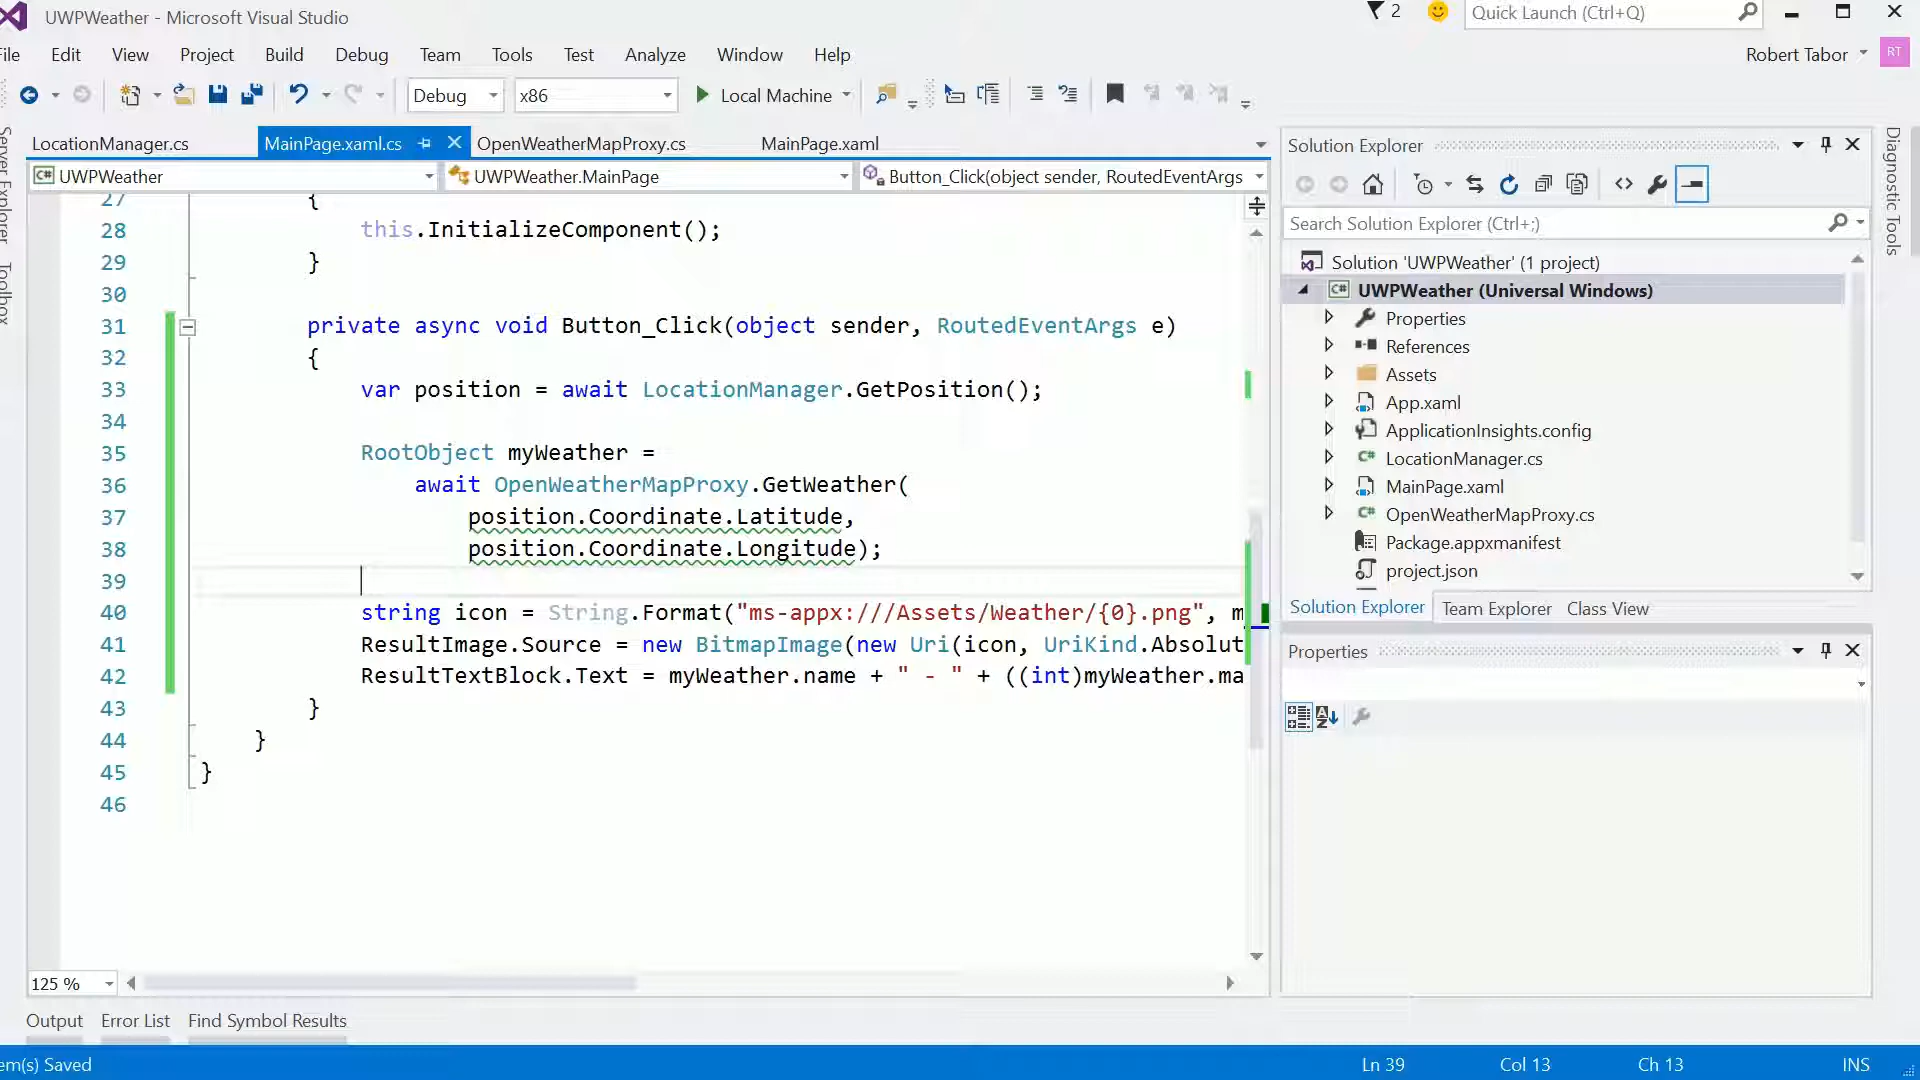 UWPWeather - Microsoft Visual Studio
2
Quick Launch (Ctrl+Q)
File Edit View Project Build Debug Team Tools Test Analyze Window Help
Robert Tabor RT
Debug x86 Local Machine
LocationManager.cs MainPage.xaml.cs OpenWeatherMapProxy.cs MainPage.xaml
UWPWeather UWPWeather.MainPage Button_Click(object sender, RoutedEventArgs
27 {
28 this.InitializeComponent();
29 }
30
31 private async void Button_Click(object sender, RoutedEventArgs e)
32 {
33 var position = await LocationManager.GetPosition();
34
35 RootObject myWeather =
36 await OpenWeatherMapProxy.GetWeather(
37 position.Coordinate.Latitude,
38 position.Coordinate.Longitude);
39
40 string icon = String.Format("ms-appx:///Assets/Weather/{0}.png", m
41 ResultImage.Source = new BitmapImage(new Uri(icon, UriKind.Absolut
42 ResultTextBlock.Text = myWeather.name + " - " + ((int)myWeather.ma
43 }
44 }
45 }
46
125 %
Server Explorer
Toolbox
Solution Explorer
Search Solution Explorer (Ctrl+;)
Solution 'UWPWeather' (1 project)
C# UWPWeather (Universal Windows)
Properties
References
Assets
App.xaml
ApplicationInsights.config
C# LocationManager.cs
MainPage.xaml
C# OpenWeatherMapProxy.cs
Package.appxmanifest
project.json
Solution Explorer Team Explorer Class View
Properties
Diagnostic Tools
Output Error List Find Symbol Results
em(s) Saved
Ln 39 Col 13 Ch 13 INS